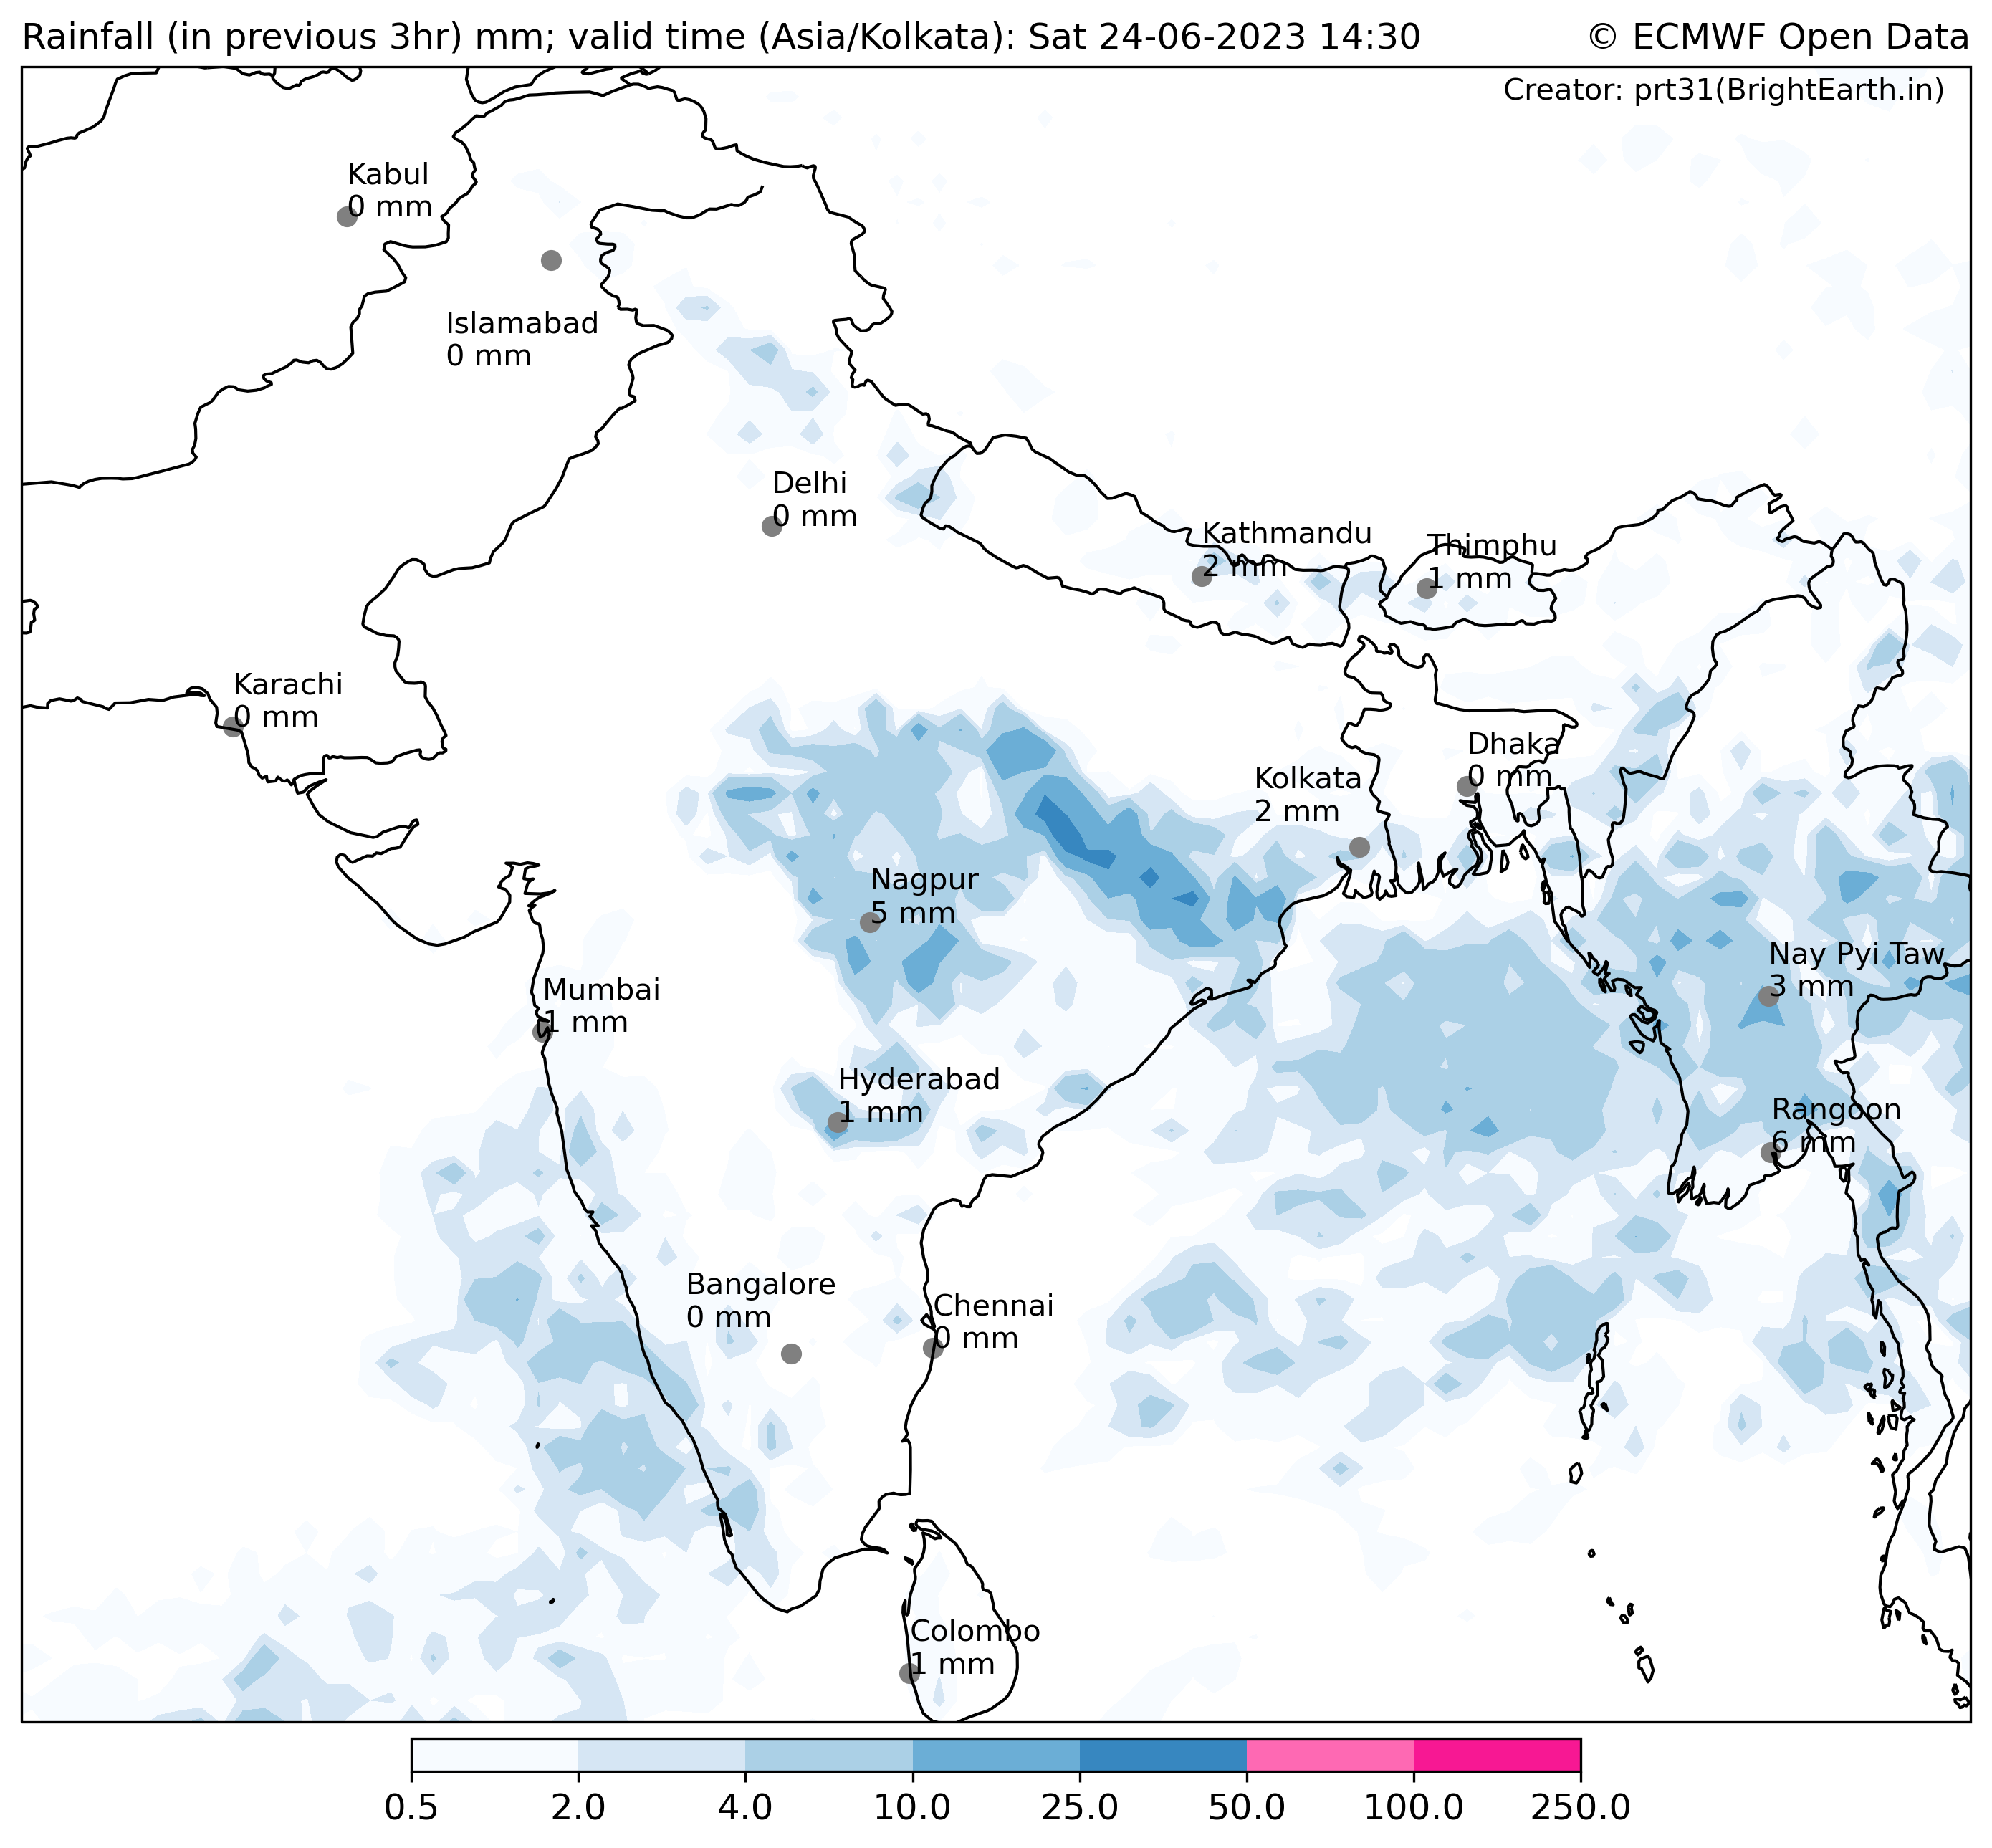 Rainfall (in previous 3hr) mm; valid time (Asia/Kolkata): Sat 24-06-2023 14:30
© ECMWF Open Data
Creator: prt31(BrightEarth.in)
Kabul
0 mm
Islamabad
0 mm
Delhi
0 mm
Kathmandu
2 mm
Thimphu
1 mm
Karachi
0 mm
Dhaka
0 mm
Kolkata
2 mm
Nagpur
5 mm
Nay Pyi Taw
3 mm
Mumbai
1 mm
Hyderabad
1 mm
Rangoon
6 mm
Bangalore
0 mm
Chennai
0 mm
Colombo
1 mm
0.5 2.0 4.0 10.0 25.0 50.0 100.0 250.0